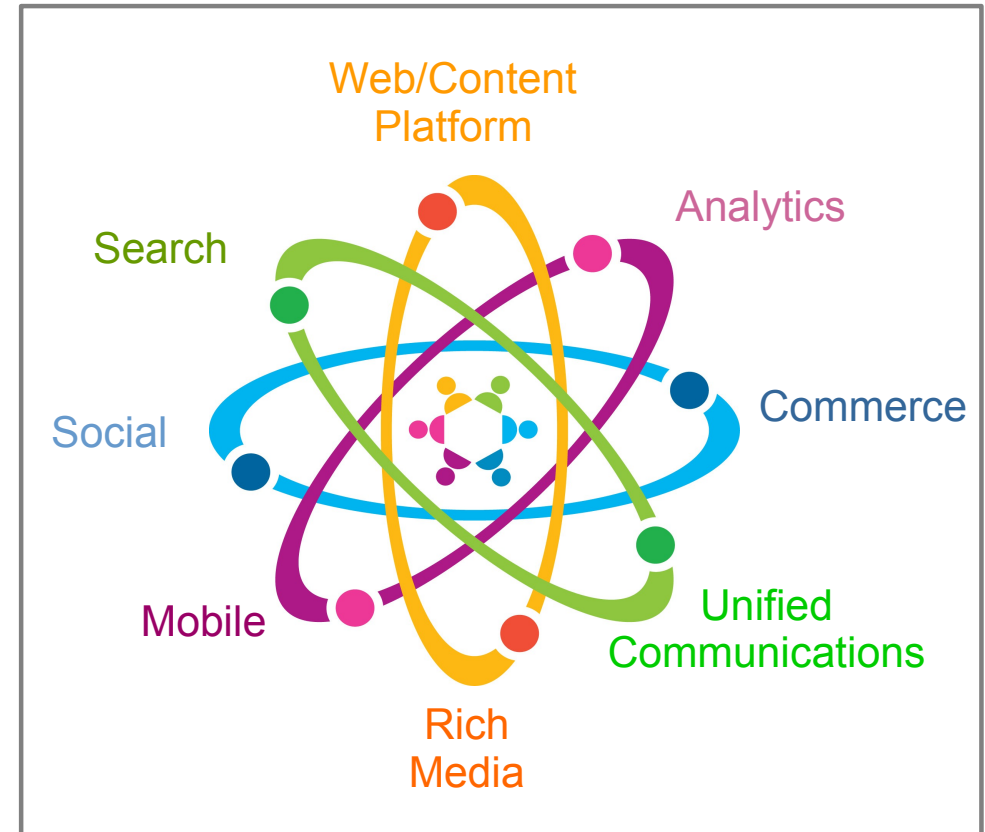 Web/Content
Platform
Analytics
Search
Commerce
Social
Unified
Communications
Mobile
Rich
Media